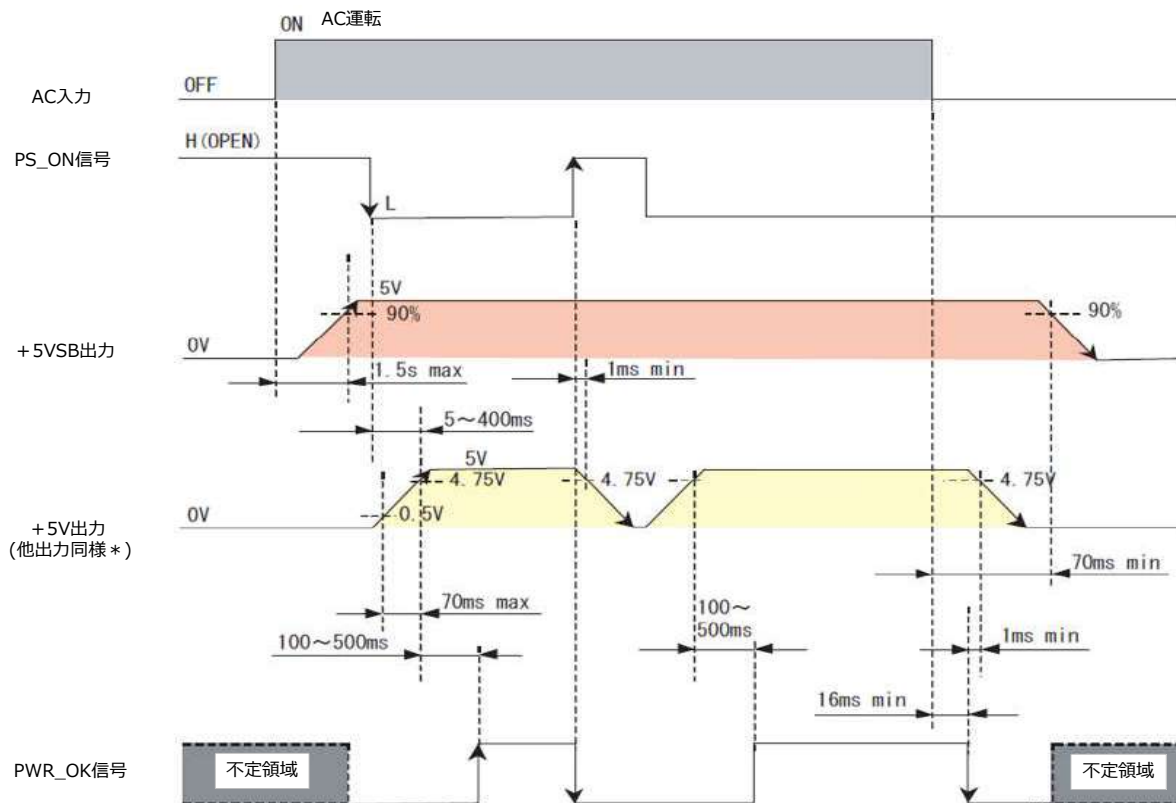 ON AC運転
AC入力
OFF
PS_ON信号
H(OPEN)
L
+5VSB出力
0V
5V
90%
90%
1.5s max
1ms min
5～400ms
+5V出力
(他出力同様＊)
0V
5V
4.75V
0.5V
4.75V
4.75V
70ms min
70ms max
100～
500ms
100～500ms
1ms min
16ms min
PWR_OK信号
不定領域
不定領域